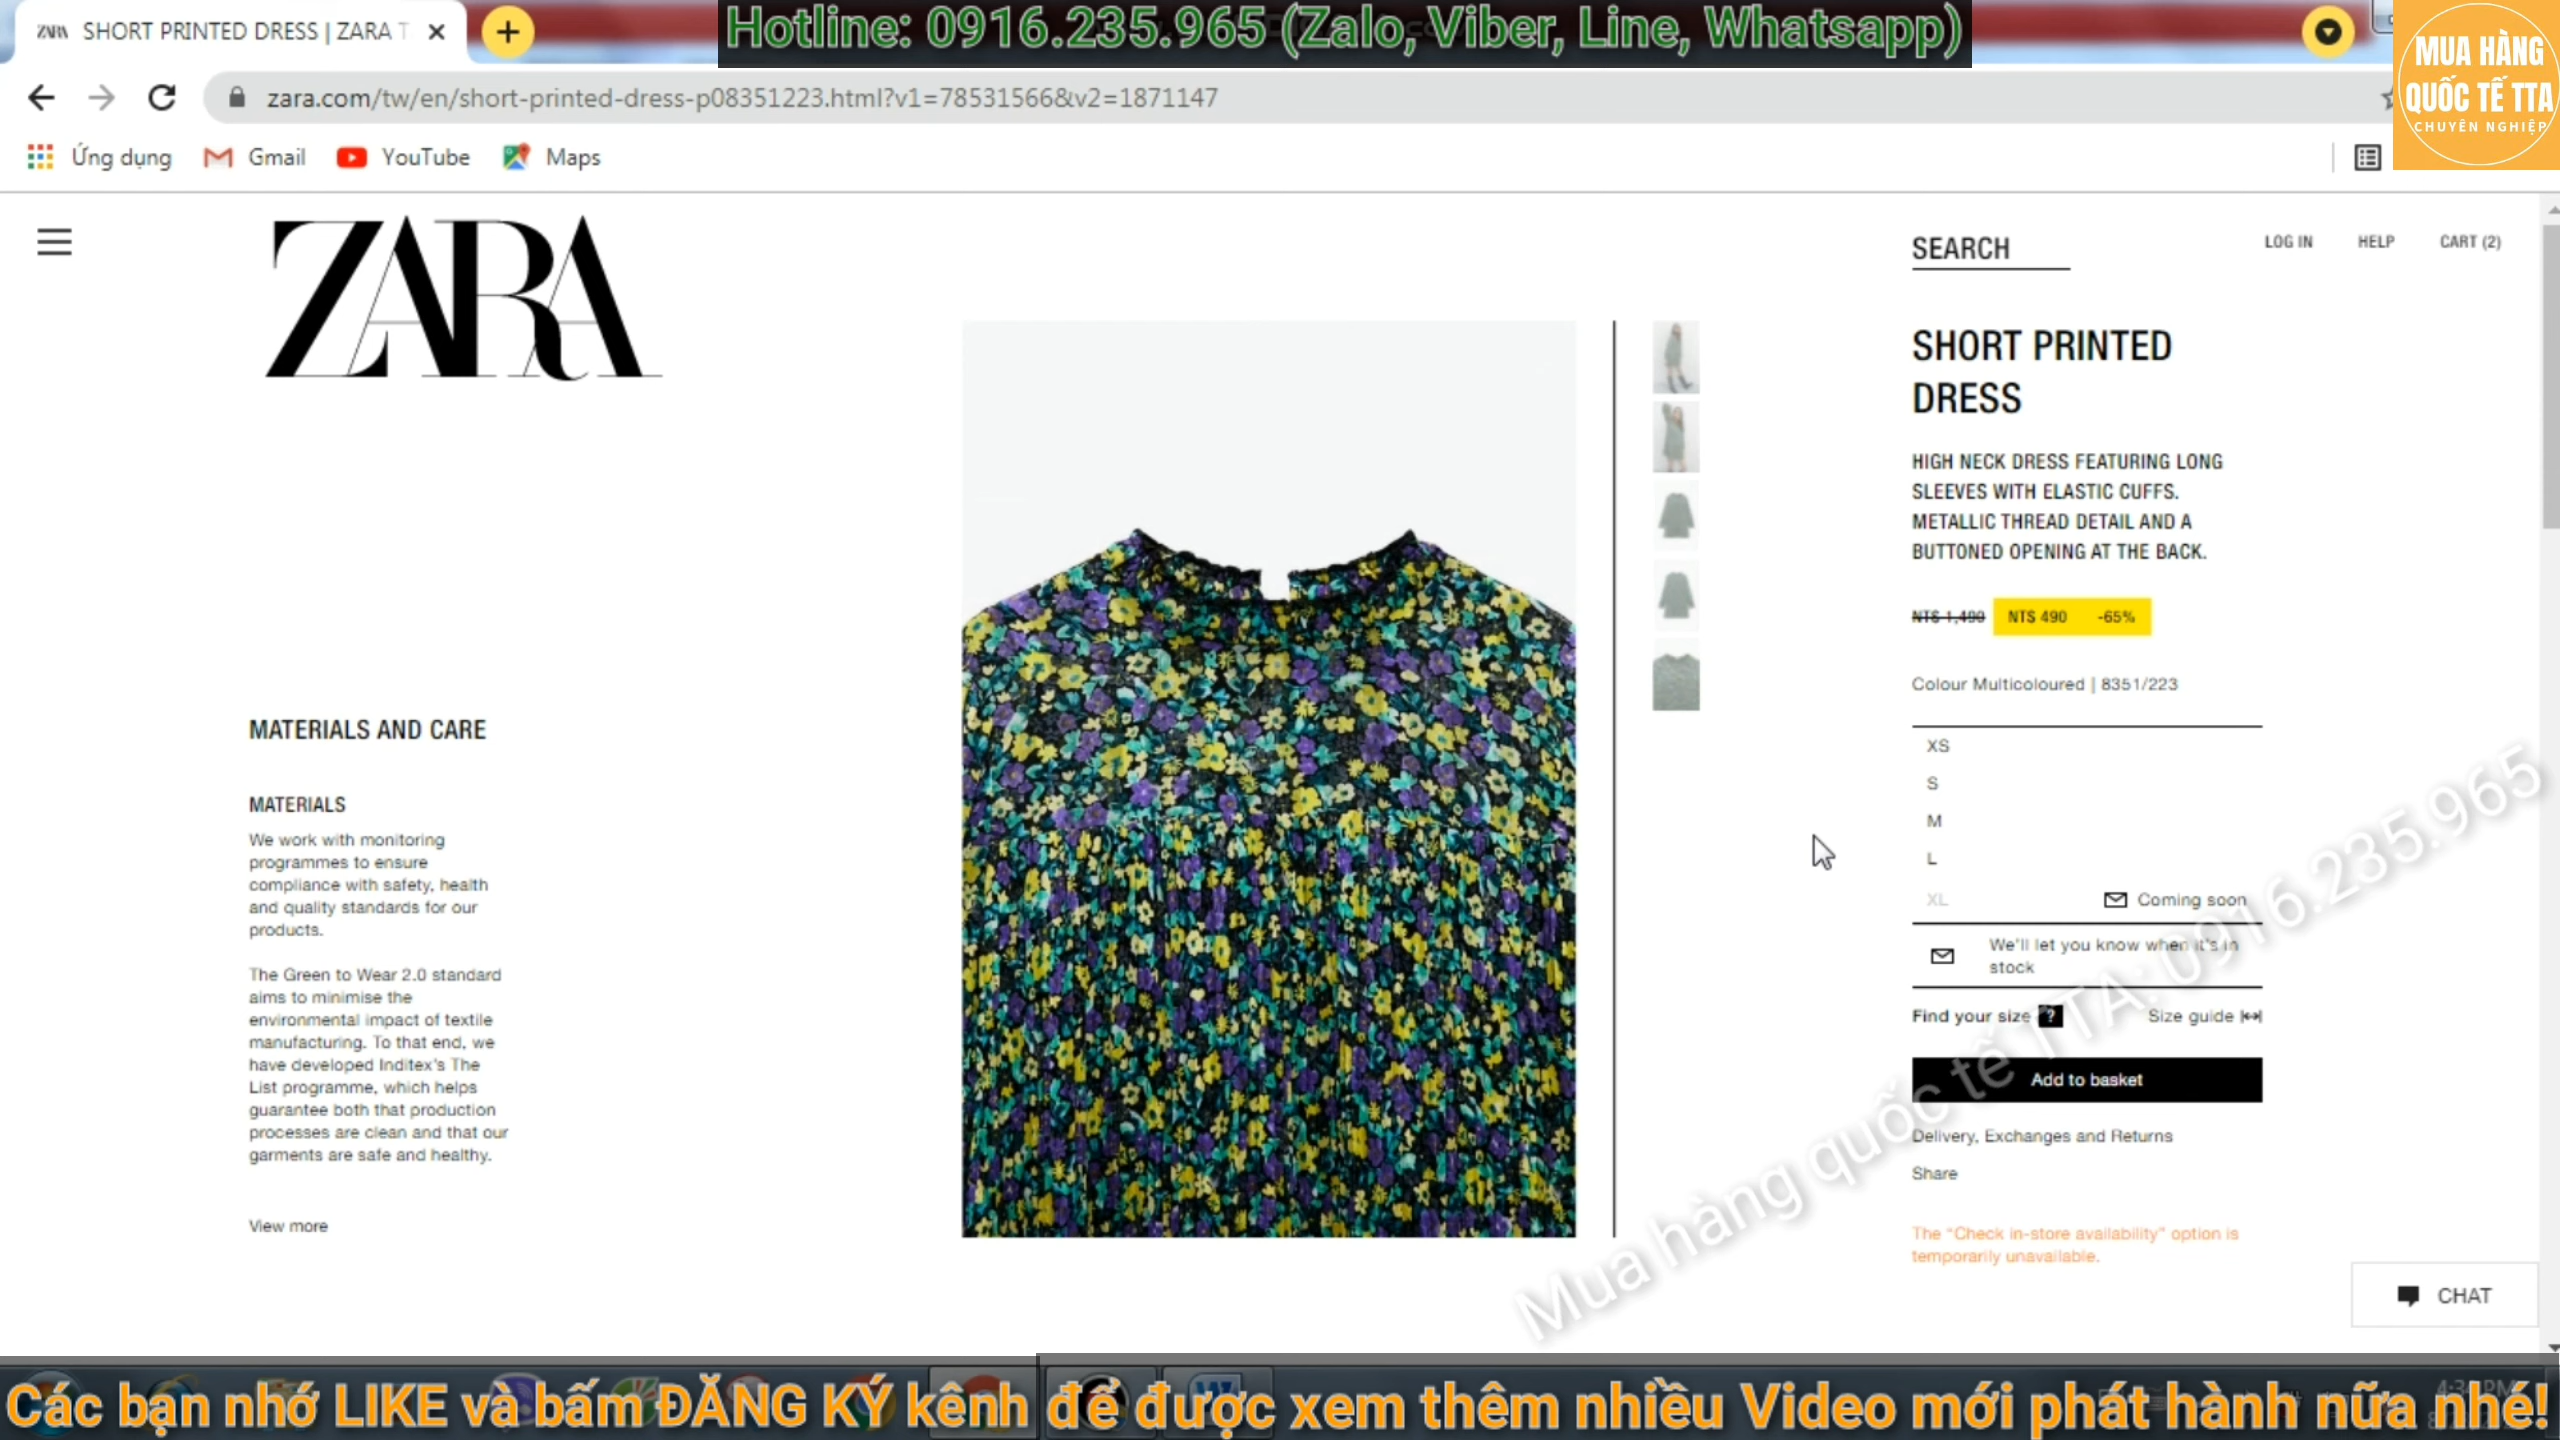 ZARA SHORT PRINTED DRESS | ZARA T
Hotline: 0916.235.965 (Zalo, Viber, Line, Whatsapp)
MUA HÀNG
QUỐC TẾ TTA
CHUYÊN NGHIỆP
zara.com/tw/en/short-printed-dress-p08351223.html?v1=78531566&v2=1871147
Ứng dụng
Gmail
YouTube
Maps
ZARA
SEARCH
LOG IN
HELP
CART (2)
SHORT PRINTED
DRESS
HIGH NECK DRESS FEATURING LONG
SLEEVES WITH ELASTIC CUFFS.
METALLIC THREAD DETAIL AND A
BUTTONED OPENING AT THE BACK.
NT$ 1,490 NT$ 490 -65%
Colour Multicoloured | 8351/223
XS
S
M
L
XL Coming soon
We'll let you know when it's in
stock
Find your size ? Size guide
Add to basket
Delivery, Exchanges and Returns
Share
The "Check in-store availability" option is
temporarily unavailable.
MATERIALS AND CARE
MATERIALS
We work with monitoring
programmes to ensure
compliance with safety, health
and quality standards for our
products.
The Green to Wear 2.0 standard
aims to minimise the
environmental impact of textile
manufacturing. To that end, we
have developed Inditex's The
List programme, which helps
guarantee both that production
processes are clean and that our
garments are safe and healthy.
View more
CHAT
Mua hàng quốc tế TTA: 0916.235.965
Các bạn nhớ LIKE và bấm ĐĂNG KÝ kênh để được xem thêm nhiều Video mới phát hành nữa nhé!